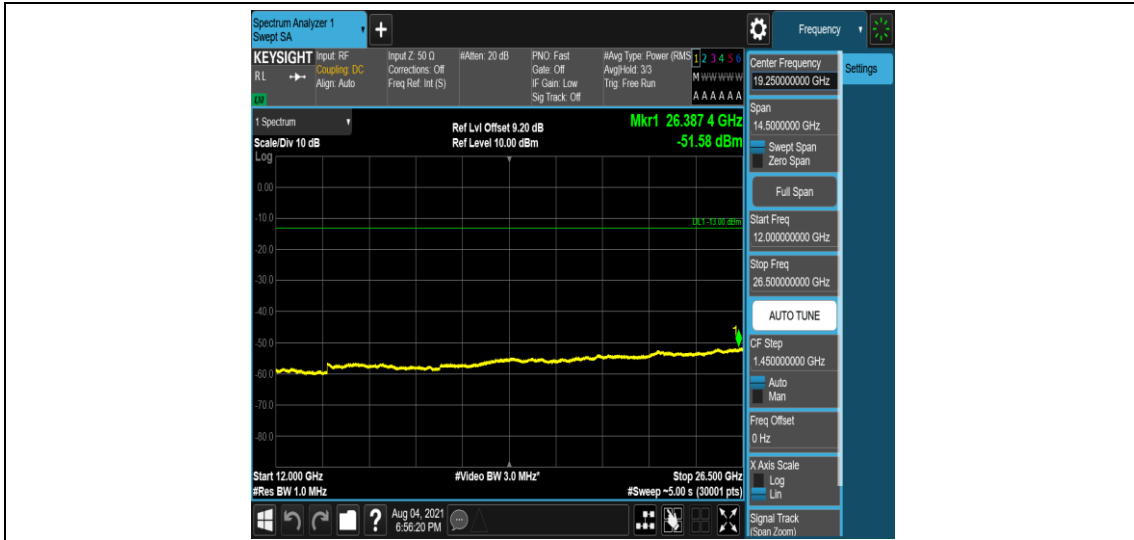 Spectrum Analyzer 1
Swept SA
Frequency
KEYSIGHT
RL
Input: RF
Coupling: DC
Align: Auto
Input Z: 50 Ω
Corrections: Off
Freq Ref: Int (S)
#Atten: 20 dB
PNO: Fast
Gate: Off
IF Gain: Low
Sig Track: Off
#Avg Type: Power (RMS
Avg|Hold: 3/3
Trig: Free Run
1 2 3 4 5 6
M W W W W W
A A A A A A
1 Spectrum
Scale/Div 10 dB
Log
Ref Lvl Offset 9.20 dB
Ref Level 10.00 dBm
Mkr1 26.387 4 GHz
-51.58 dBm
0.00
-10.0
DL1 -13.00 dBm
-20.0
-30.0
-40.0
1
-50.0
-60.0
-70.0
-80.0
Start 12.000 GHz
#Res BW 1.0 MHz
#Video BW 3.0 MHz*
Stop 26.500 GHz
#Sweep ~5.00 s (30001 pts)
Aug 04, 2021
6:56:20 PM
?
Center Frequency
19.250000000 GHz
Settings
Span
14.5000000 GHz
Swept Span
Zero Span
Full Span
Start Freq
12.000000000 GHz
Stop Freq
26.500000000 GHz
AUTO TUNE
CF Step
1.450000000 GHz
Auto
Man
Freq Offset
0 Hz
X Axis Scale
Log
Lin
Signal Track
(Span Zoom)